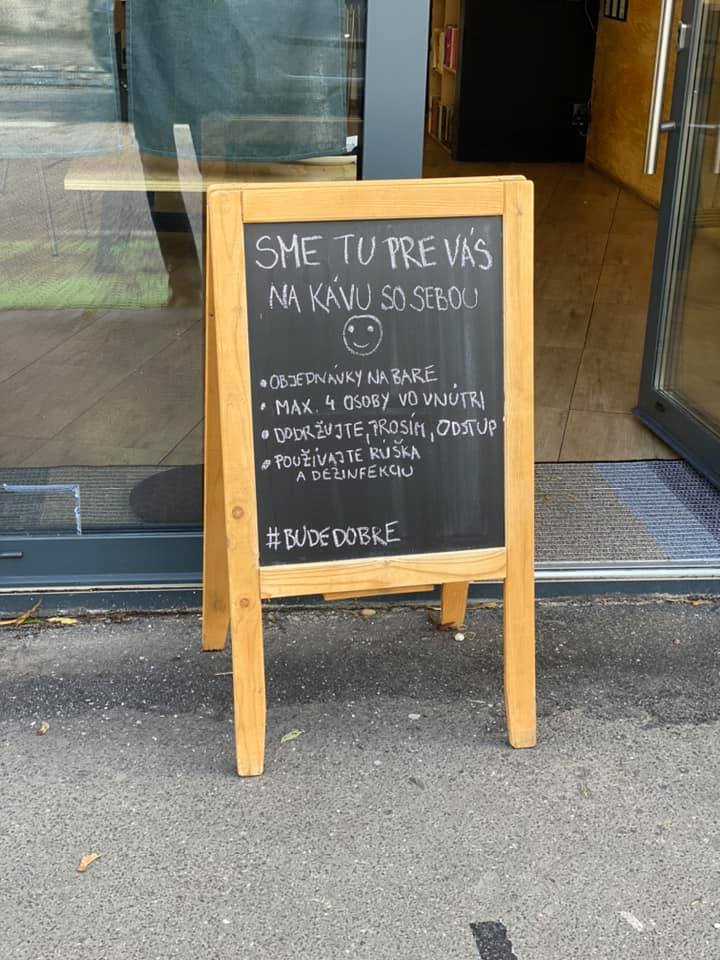 SME TU PRE VÁS
NA KÁVU SO SEBOU
• OBJEDNÁVKY NA BARE
• MAX. 4 OSOBY VO VNÚTRI
• DODRŽUJTE, PROSÍM, ODSTUP
• POUŽÍVAJTE RÚŠKA
A DEZINFEKCIU
#BUDEDOBRE